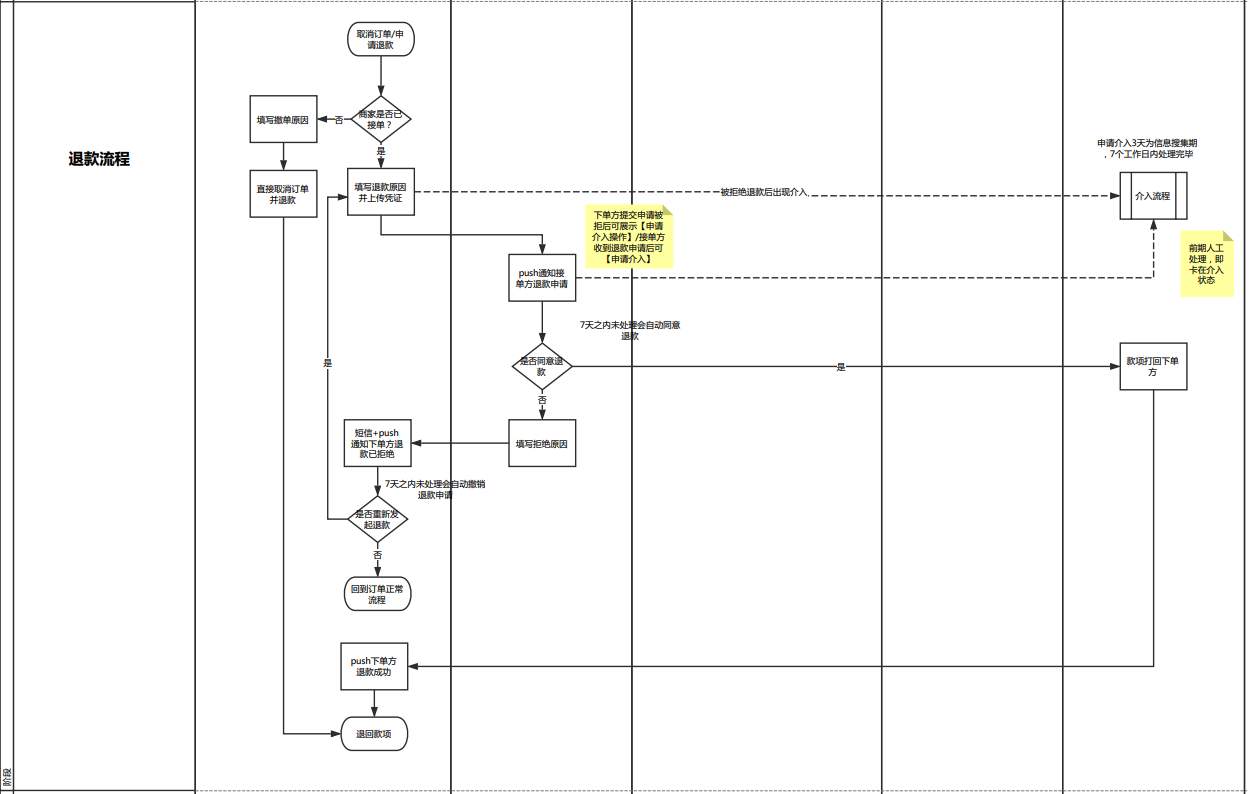 取消订单/申
请退款
商家是否已
接单？
否
填写撤单原因
是
退款流程
直接取消订单
并退款
填写退款原因
并上传凭证
被拒绝退款后出现介入.
申请介入3天为信息搜集期
，7个工作日内处理完毕
介入流程
下单方提交申请被
拒后可展示【申请
介入操作】/接单方
收到退款申请后可
【申请介入】
前期人工
处理，即
卡在介入
状态
push通知接
单方退款申请
7天之内未处理会自动同意
退款
是否同意退
款
是
款项打回下单
方
是
否
短信+push
通知下单方退
款已拒绝
填写拒绝原因
7天之内未处理会自动撤销
退款申请
是否重新发
起退款
否
回到订单正常
流程
push下单方
退款成功
退回款项
阶段